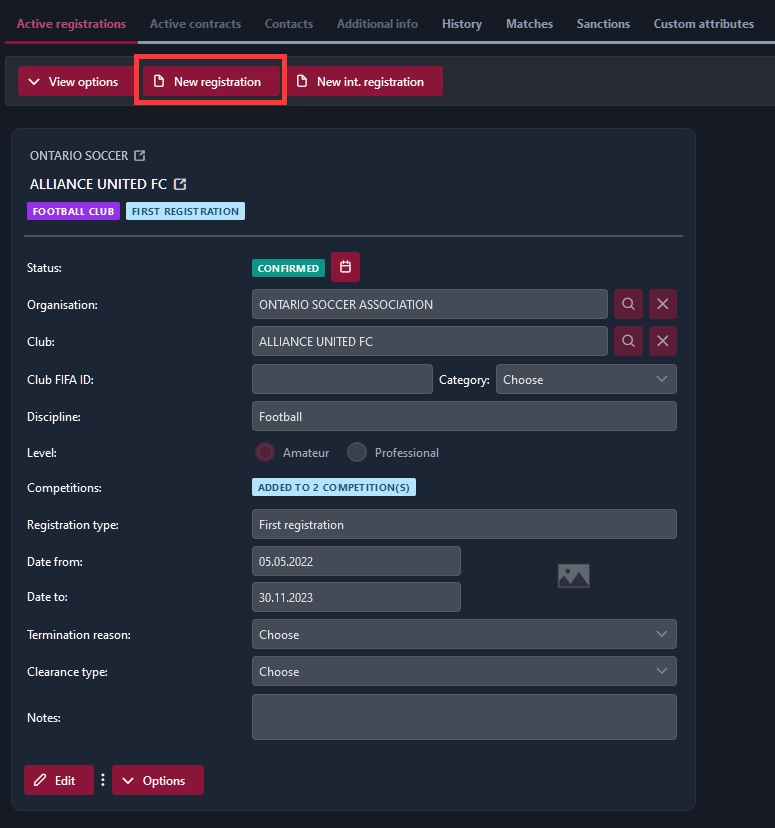 Active registrations Active contracts Contacts Additional info History Matches Sanctions Custom attributes
View options New registration New int. registration
ONTARIO SOCCER
ALLIANCE UNITED FC
FOOTBALL CLUB FIRST REGISTRATION
Status: CONFIRMED
Organisation: ONTARIO SOCCER ASSOCIATION
Club: ALLIANCE UNITED FC
Club FIFA ID: Category: Choose
Discipline: Football
Level: Amateur Professional
Competitions: ADDED TO 2 COMPETITION(S)
Registration type: First registration
Date from: 05.05.2022
Date to: 30.11.2023
Termination reason: Choose
Clearance type: Choose
Notes:
Edit Options